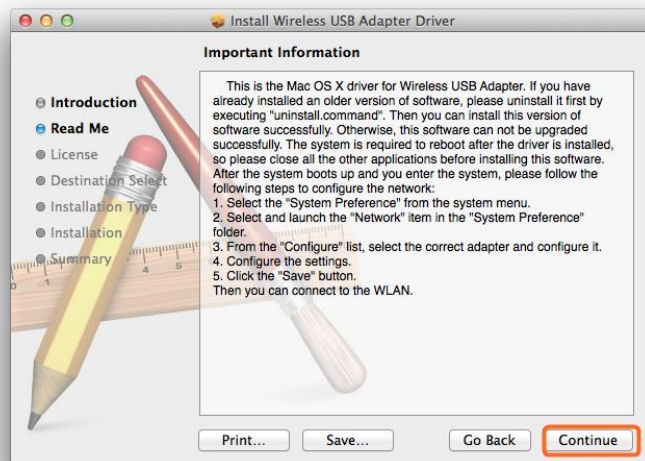 Install Wireless USB Adapter Driver
Important Information
Introduction
Read Me
License
Destination Select
Installation Type
Installation
Summary
This is the Mac OS X driver for Wireless USB Adapter. If you have
already installed an older version of software, please uninstall it first by
executing "uninstall.command". Then you can install this version of
software successfully. Otherwise, this software can not be upgraded
successfully. The system is required to reboot after the driver is installed,
so please close all the other applications before installing this software.
After the system boots up and you enter the system, please follow the
following steps to configure the network:
1. Select the "System Preference" from the system menu.
2. Select and launch the "Network" item in the "System Preference"
folder.
3. From the "Configure" list, select the correct adapter and configure it.
4. Configure the settings.
5. Click the "Save" button.
Then you can connect to the WLAN.
Print...
Save...
Go Back
Continue